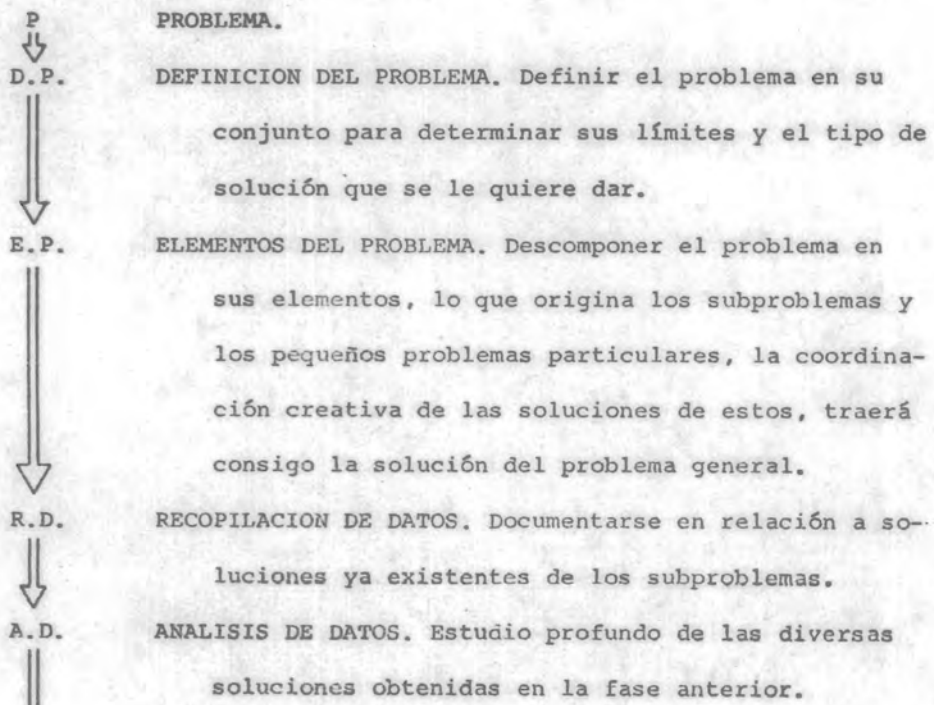 P PROBLEMA.
D.P. DEFINICION DEL PROBLEMA. Definir el problema en su
conjunto para determinar sus límites y el tipo de
solución que se le quiere dar.
E.P. ELEMENTOS DEL PROBLEMA. Descomponer el problema en
sus elementos, lo que origina los subproblemas y
los pequeños problemas particulares, la coordina-
ción creativa de las soluciones de estos, traerá
consigo la solución del problema general.
R.D. RECOPILACION DE DATOS. Documentarse en relación a so-
luciones ya existentes de los subproblemas.
A.D. ANALISIS DE DATOS. Estudio profundo de las diversas
soluciones obtenidas en la fase anterior.